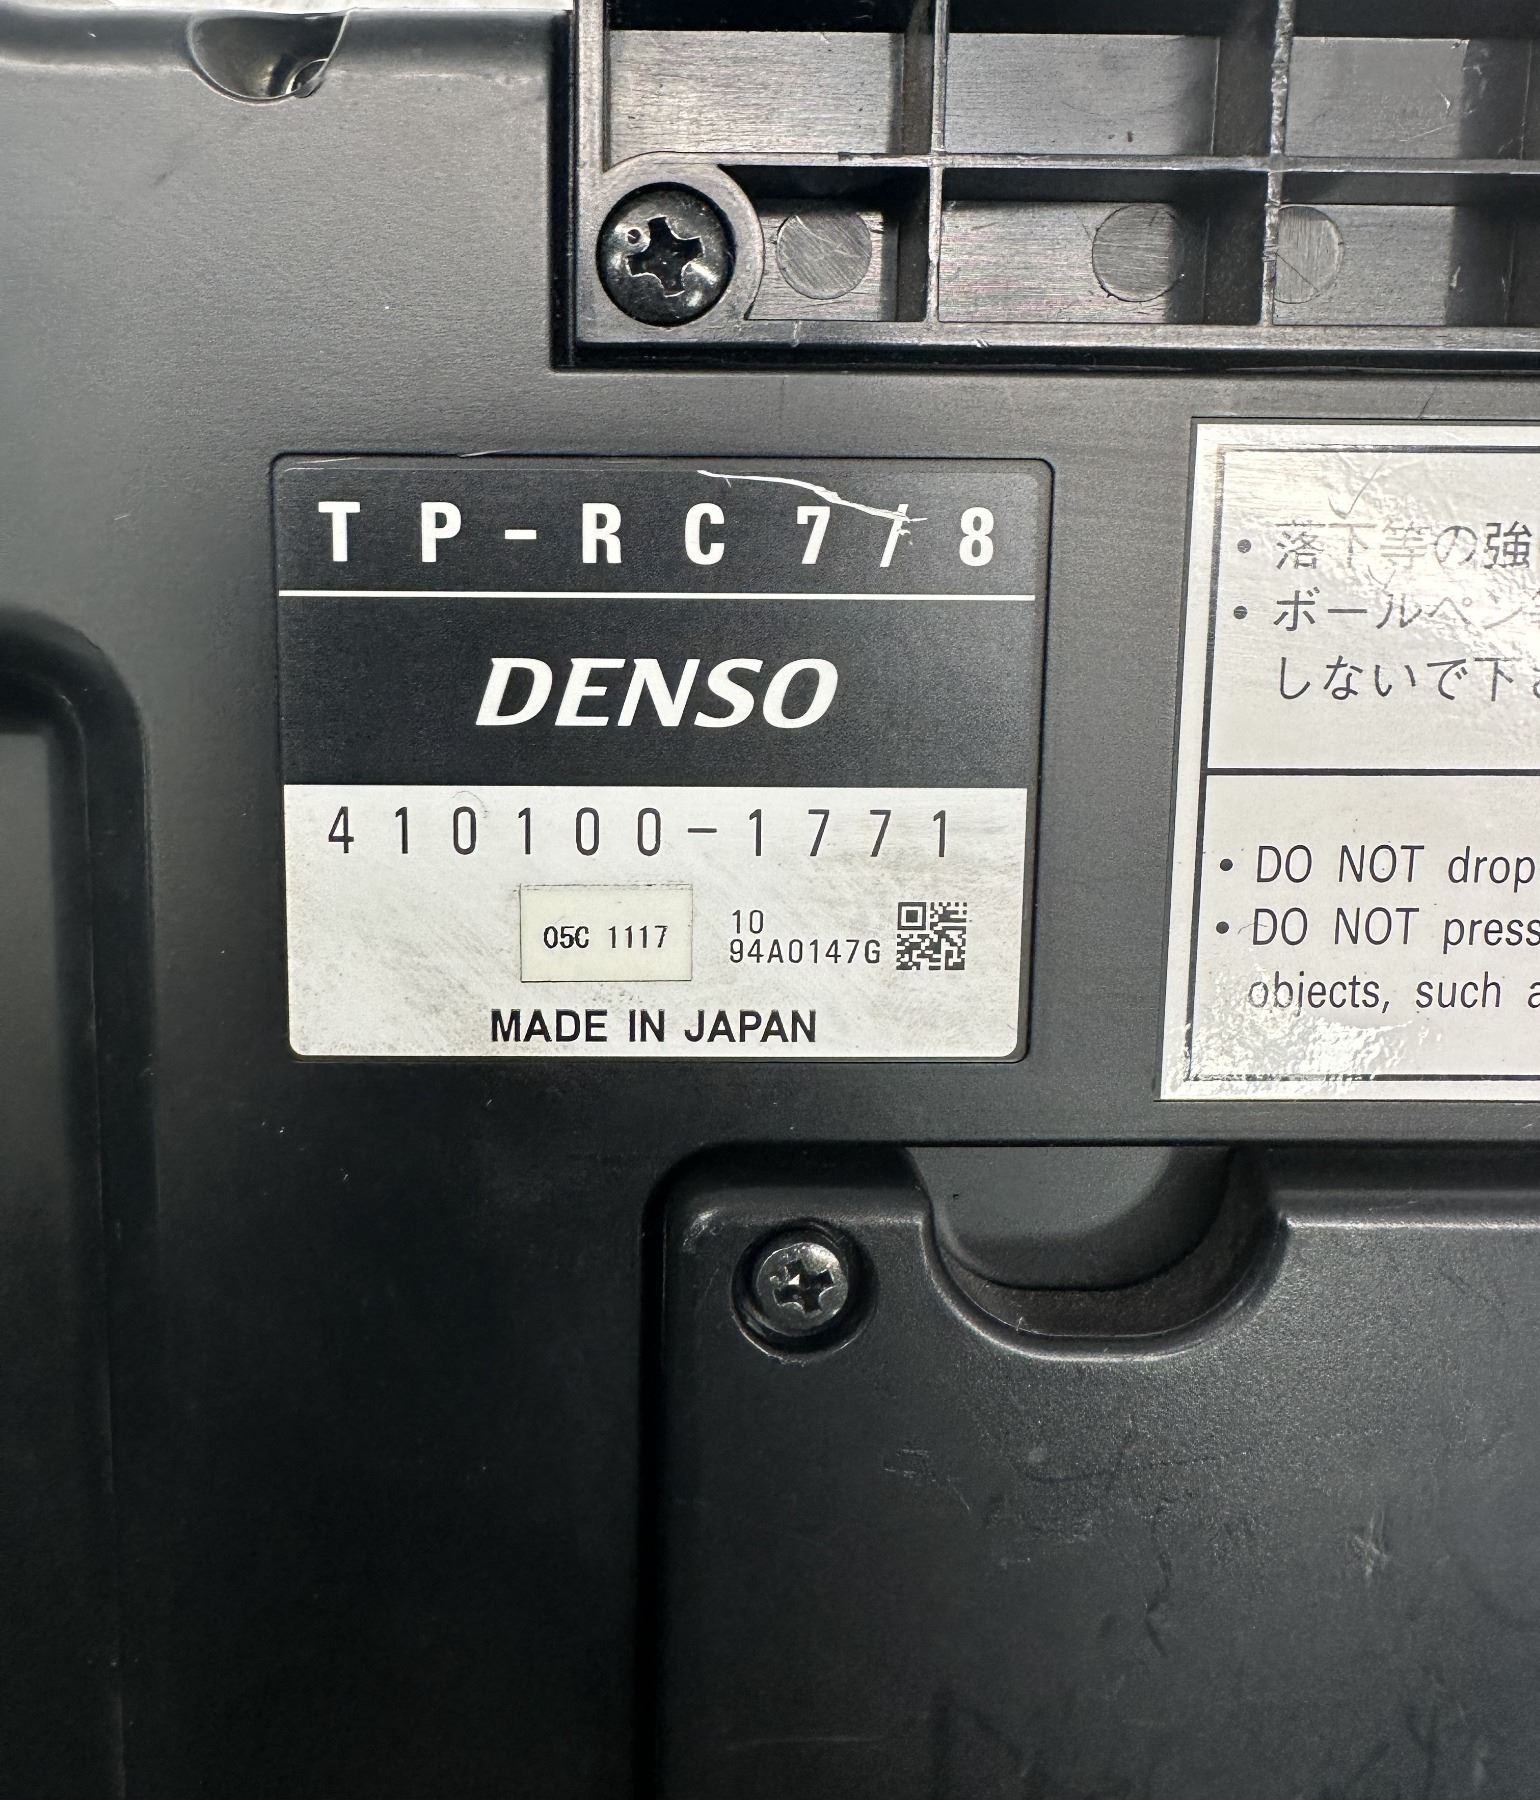 TP-RC7/8
DENSO
410100-1771
05C 1117
10
94A0147G
MADE IN JAPAN
・落下等の強
・ボールペン
しないで下
• DO NOT drop
• DO NOT press
objects, such a